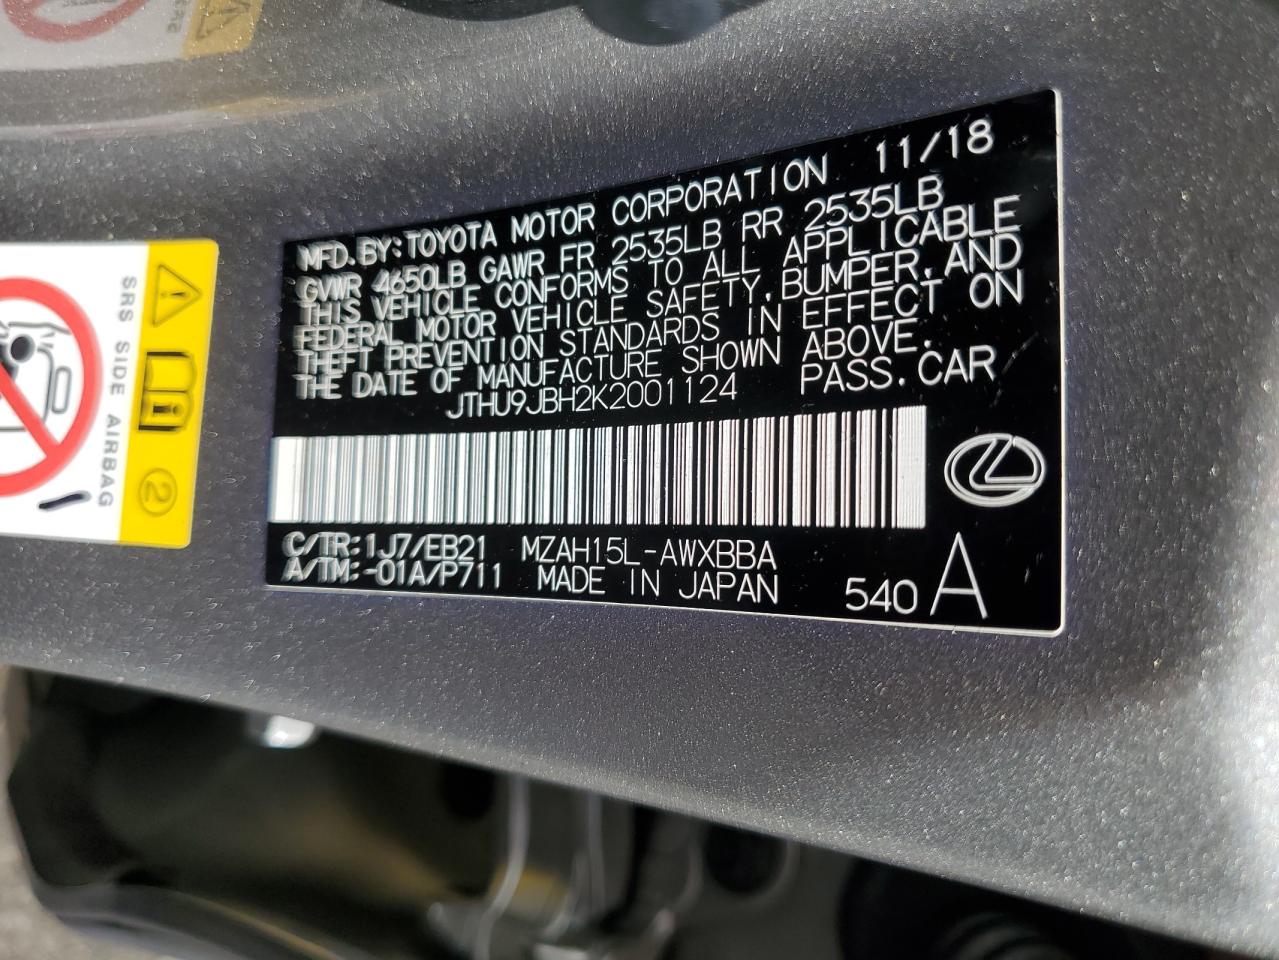 MFD.BY:TOYOTA MOTOR CORPORATION 11/18
GVWR 4650LB GAWR FR 2535LB RR 2535LB
THIS VEHICLE CONFORMS TO ALL APPLICABLE
FEDERAL MOTOR VEHICLE SAFETY,BUMPER,AND
THEFT PREVENTION STANDARDS IN EFFECT ON
THE DATE OF MANUFACTURE SHOWN ABOVE.
JTHU9JBH2K2001124 PASS.CAR
C/TR:1J7/EB21 MZAH15L-AWXBBA
A/TM:-01A/P711 MADE IN JAPAN 540 A
SRS SIDE AIRBAG
2